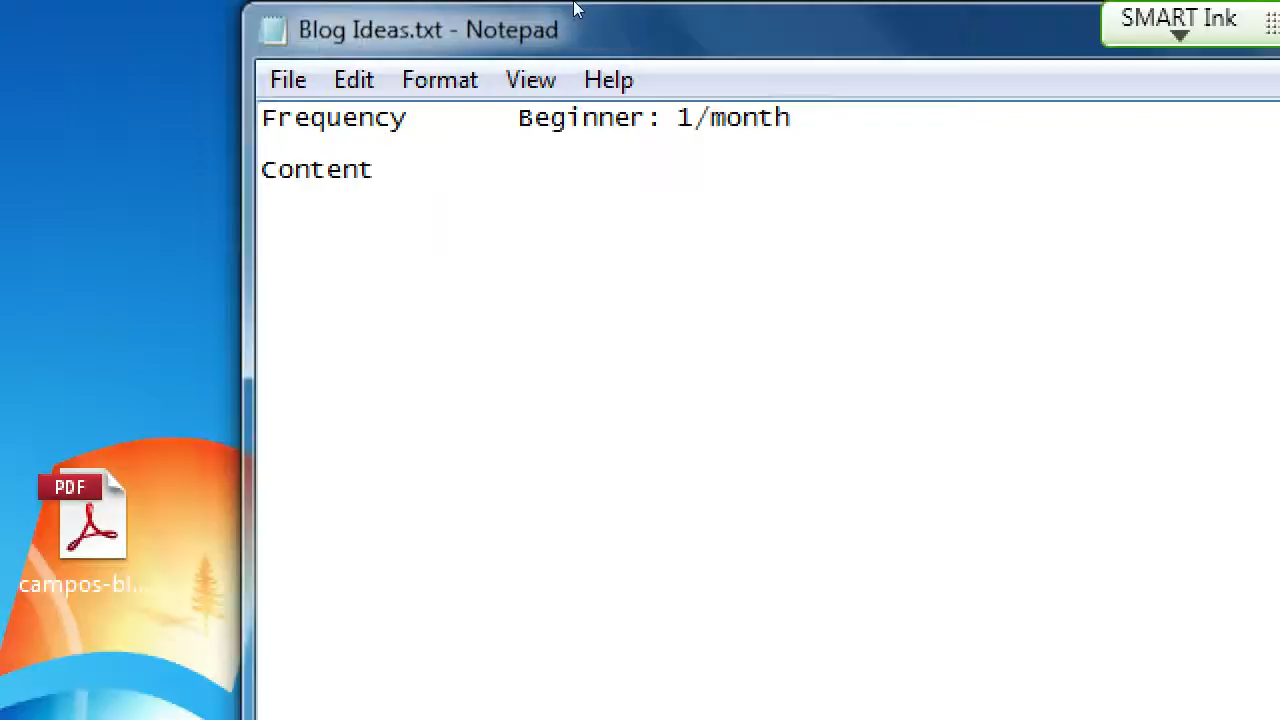 Blog Ideas.txt - Notepad
SMART Ink
File Edit Format View Help
Frequency Beginner: 1/month
Content
PDF
campos-bl...